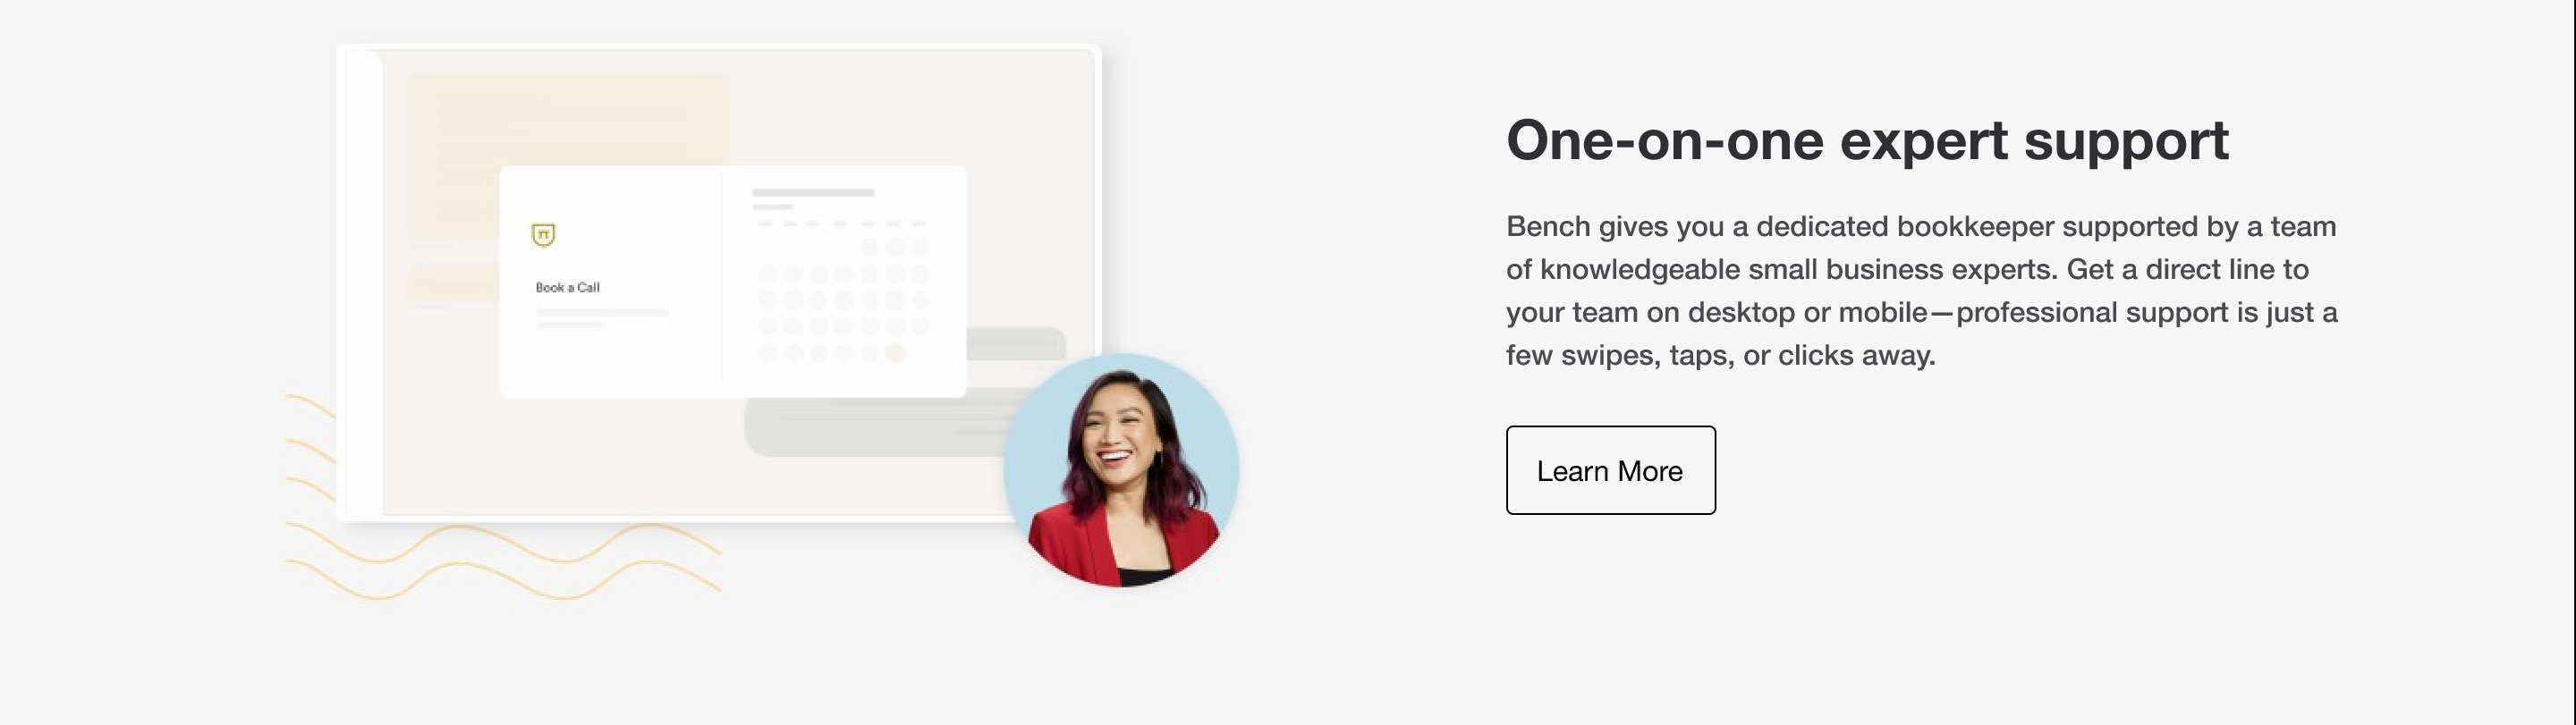 Book a Call
One-on-one expert support
Bench gives you a dedicated bookkeeper supported by a team
of knowledgeable small business experts. Get a direct line to
your team on desktop or mobile—professional support is just a
few swipes, taps, or clicks away.
Learn More